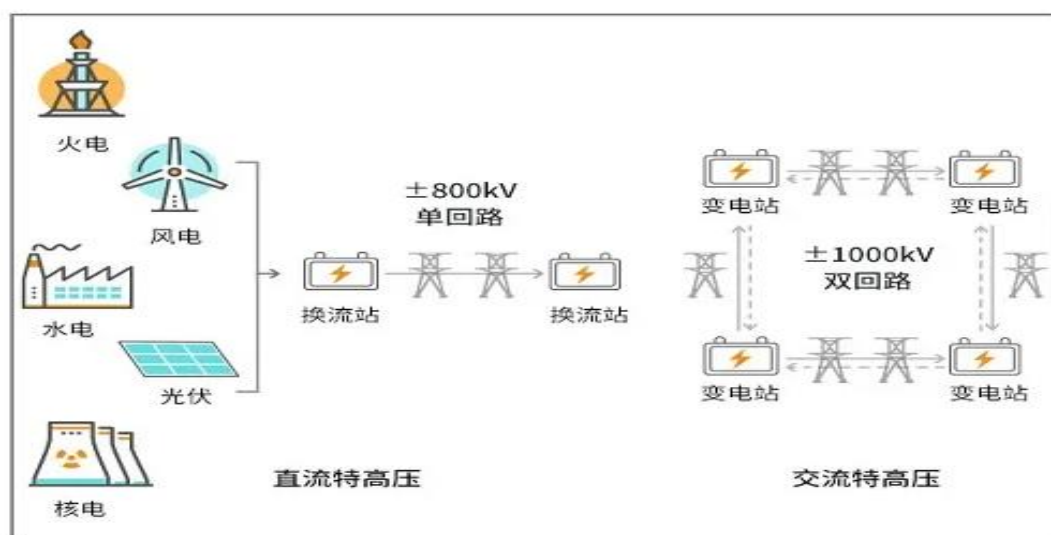 火电
风电
水电
光伏
核电
±800kV
单回路
换流站
换流站
直流特高压
变电站
变电站
±1000kV
双回路
变电站
变电站
交流特高压